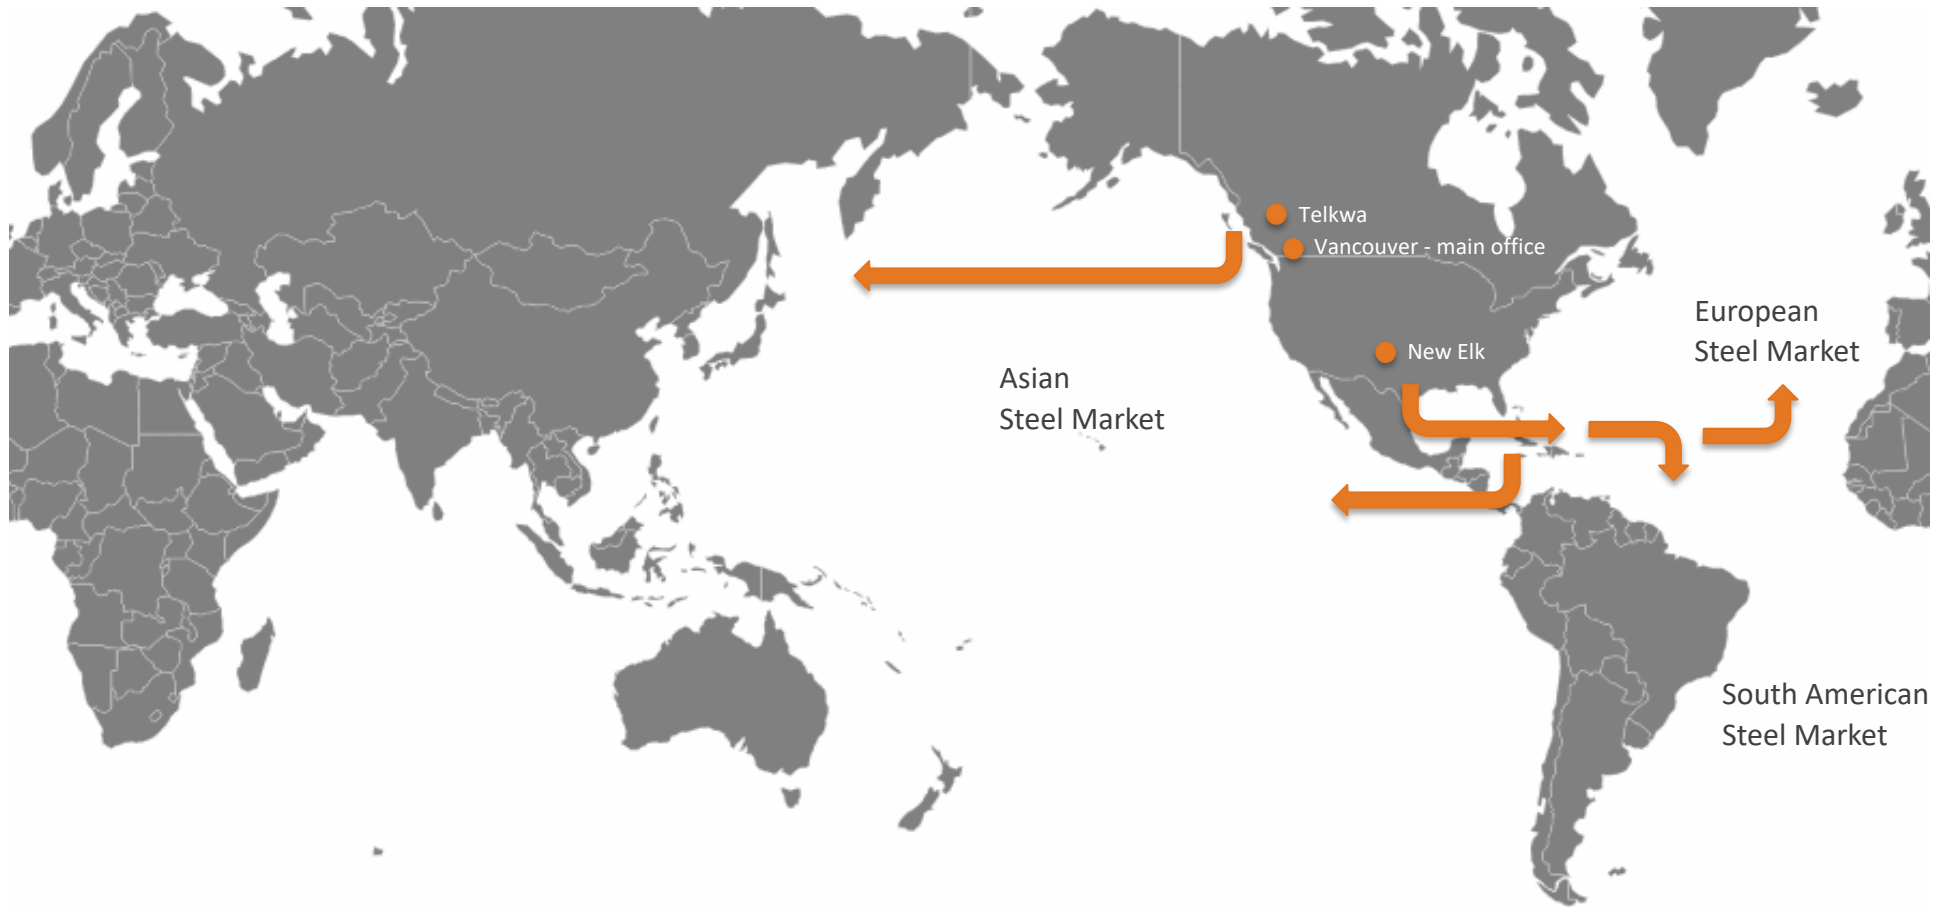 Telkwa
Vancouver - main office
European
Steel Market
New Elk
Asian
Steel Market
South American
Steel Market